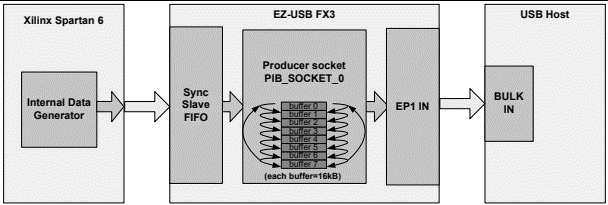 Xilinx Spartan 6
EZ-USB FX3
USB Host
Internal Data
Generator
Sync
Slave
FIFO
Producer socket
PIB_SOCKET_0
buffer 0
buffer 1
buffer 2
buffer 3
buffer 4
buffer 5
buffer 6
buffer 7
(each buffer=16kB)
EP1 IN
BULK
IN